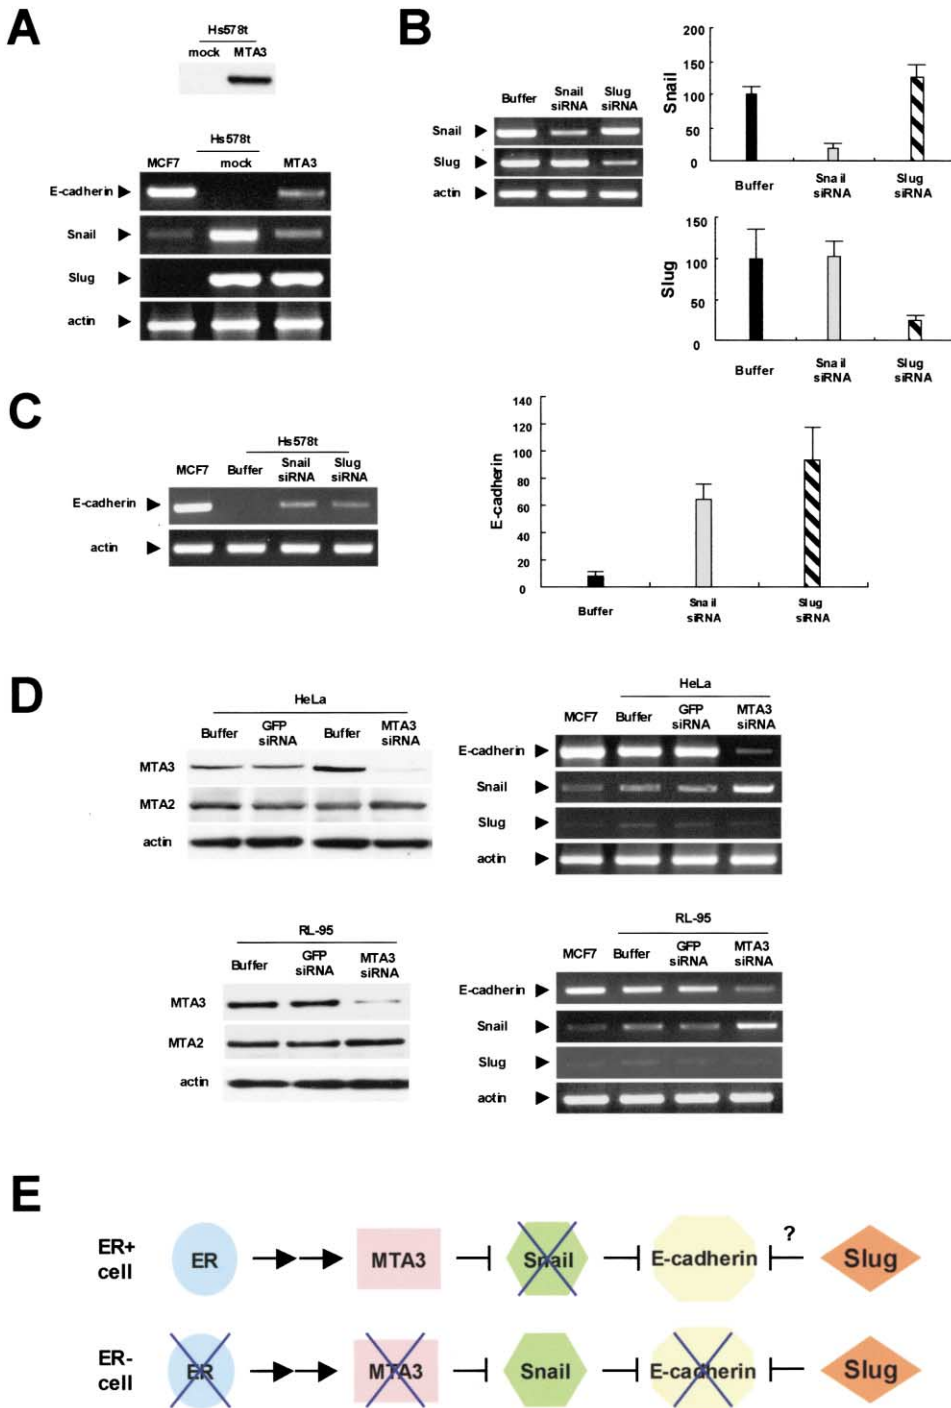 A
Hs578t
mock MTA3
Hs578t
MCF7 mock MTA3
E-cadherin
Snail
Slug
actin
B
Buffer Snail siRNA Slug siRNA
Snail
Slug
actin
Snail
200
150
100
50
0
Buffer Snail siRNA Slug siRNA
Slug
150
100
50
0
Buffer Snail siRNA Slug siRNA
C
Hs578t
MCF7 Buffer Snail siRNA Slug siRNA
E-cadherin
actin
E-cadherin
140
120
100
80
60
40
20
0
Buffer Snail siRNA Slug siRNA
D
HeLa
Buffer GFP siRNA Buffer MTA3 siRNA
MTA3
MTA2
actin
HeLa
MCF7 Buffer GFP siRNA MTA3 siRNA
E-cadherin
Snail
Slug
actin
RL-95
Buffer GFP siRNA MTA3 siRNA
MTA3
MTA2
actin
RL-95
MCF7 Buffer GFP siRNA MTA3 siRNA
E-cadherin
Snail
Slug
actin
E
ER+ cell ER MTA3 Snail E-cadherin ? Slug
ER- cell ER MTA3 Snail E-cadherin Slug